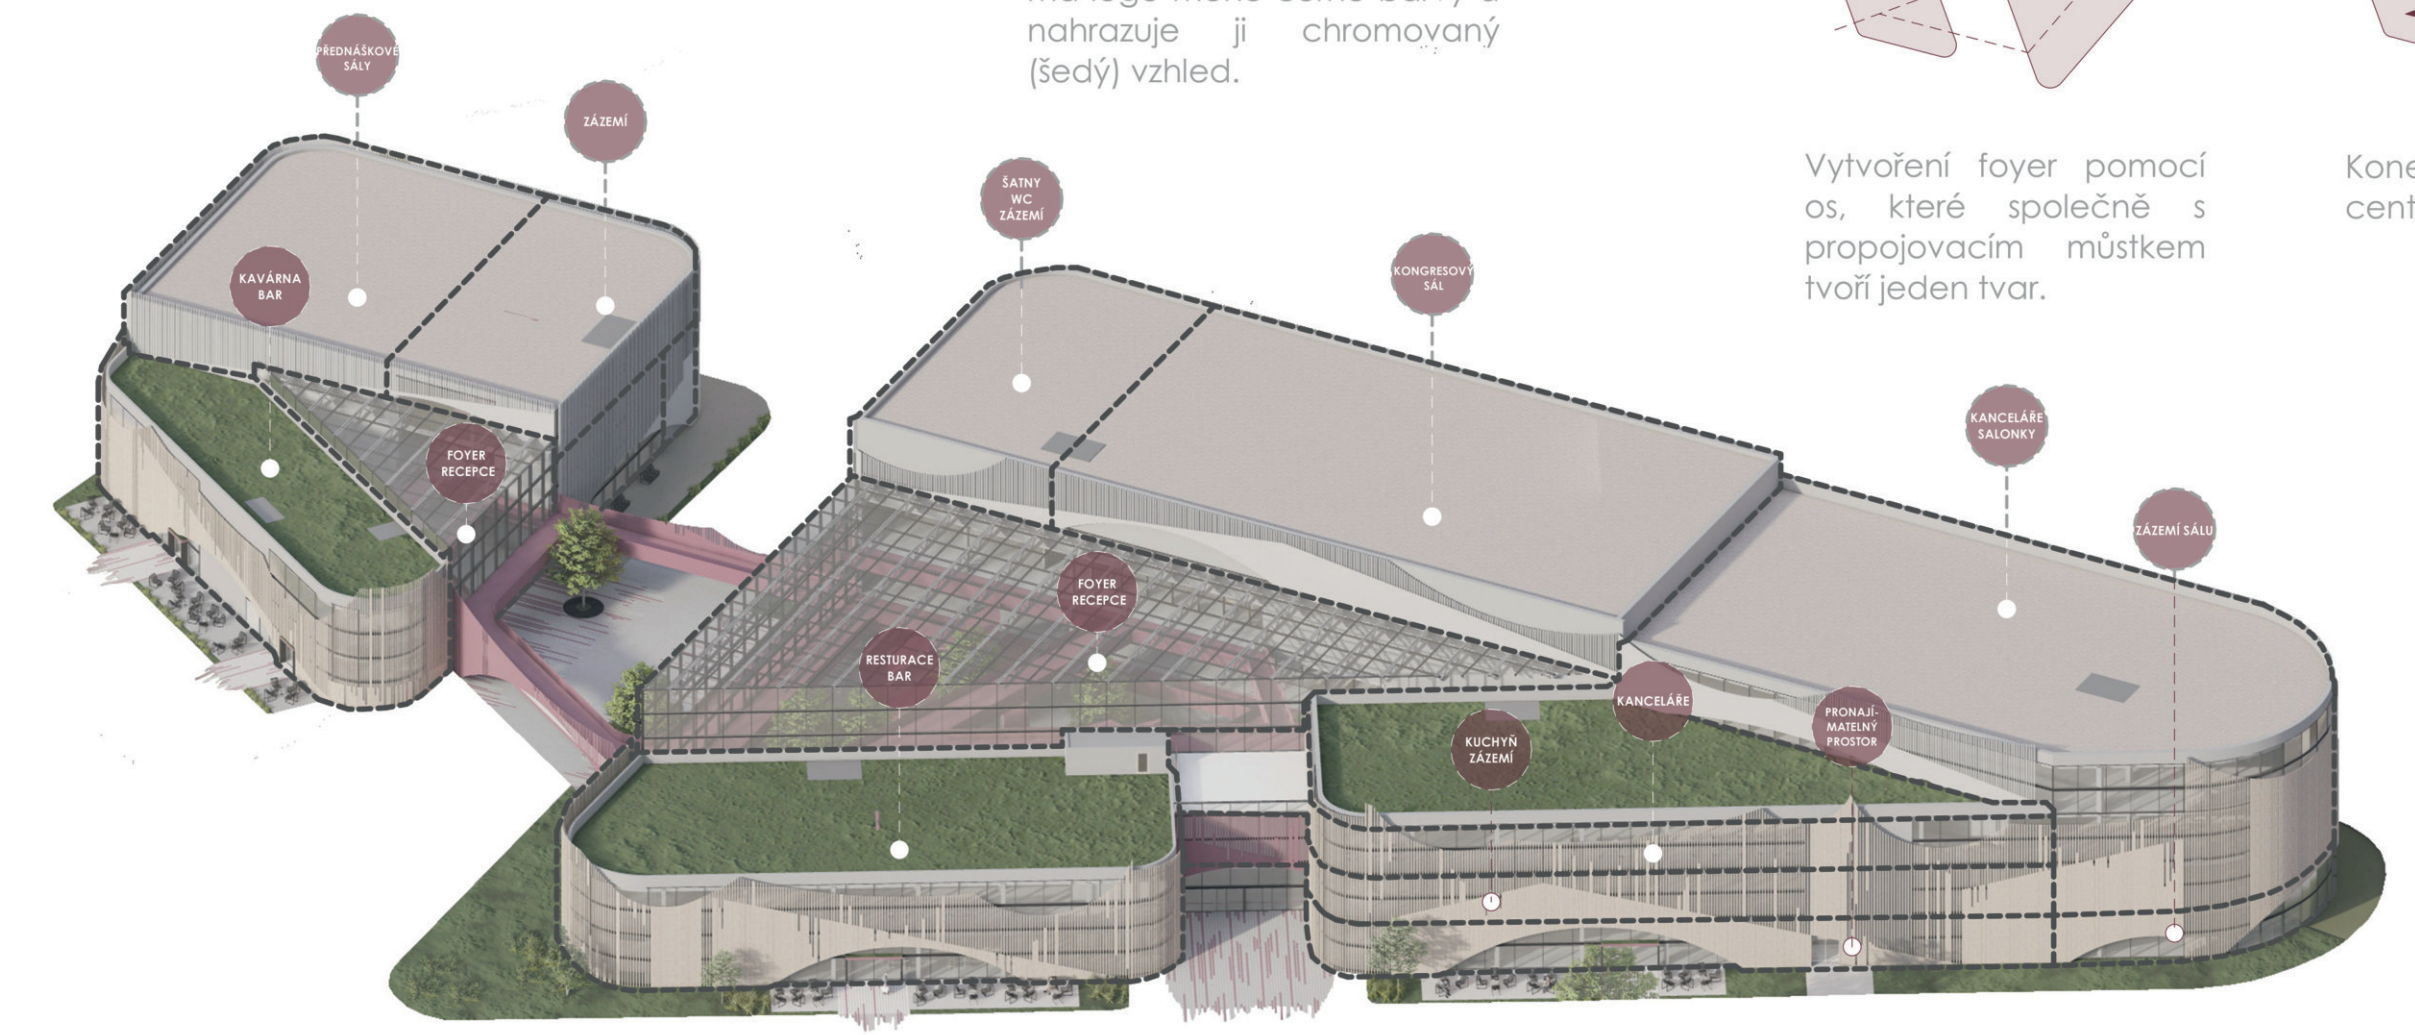 nahrazuje ji chromovaný
(šedý) vzhled.
Vytvoření foyer pomocí
os, které společně s
propojovacím můstkem
tvoří jeden tvar.
PŘEDNÁŠKOVÉ
SÁLY
ZÁZEMÍ
KAVÁRNA
BAR
FOYER
RECEPCE
ŠATNY
WC
ZÁZEMÍ
KONGRESOVÝ
SÁL
KANCELÁŘE
SALONKY
ZÁZEMÍ SÁLU
FOYER
RECEPCE
RESTURACE
BAR
KUCHYŇ
ZÁZEMÍ
KANCELÁŘE
PRONAJÍ-
MATELNÝ
PROSTOR